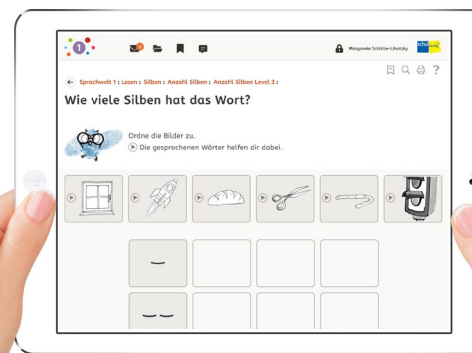 1
Margarete Schütte-Lihotzky
← Sprachwelt 1 : Lesen : Silben : Anzahl Silben : Anzahl Silben Level 3 :
?
Wie viele Silben hat das Wort?
Ordne die Bilder zu.
Die gesprochenen Wörter helfen dir dabei.